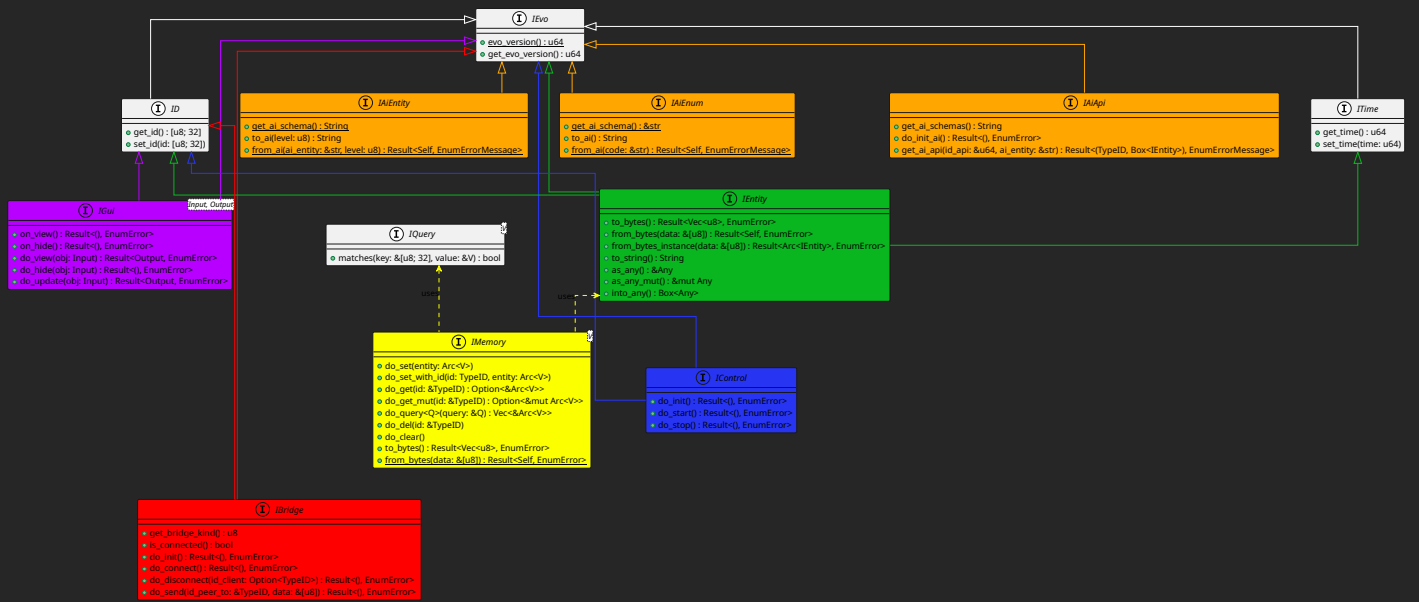 I IEvo
evo_version() : u64
get_evo_version() : u64
I ID
get_id() : [u8; 32]
set_id(id: [u8; 32])
I IAiEntity
get_ai_schema() : String
to_ai(level: u8) : String
from_ai(ai_entity: &str, level: u8) : Result<Self, EnumErrorMessage>
I IAiEnum
get_ai_schema() : &str
to_ai() : String
from_ai(code: &str) : Result<Self, EnumErrorMessage>
I IAiApi
get_ai_schemas() : String
do_init_ai() : Result<(), EnumError>
get_ai_api(id_api: &u64, ai_entity: &str) : Result<(TypeID, Box<IEntity>), EnumErrorMessage>
I ITime
get_time() : u64
set_time(time: u64)
I IGui
Input, Output
on_view() : Result<(), EnumError>
on_hide() : Result<(), EnumError>
do_view(obj: Input) : Result<Output, EnumError>
do_hide(obj: Input) : Result<(), EnumError>
do_update(obj: Input) : Result<Output, EnumError>
I IQuery
V
matches(key: &[u8; 32], value: &V) : bool
I IEntity
to_bytes() : Result<Vec<u8>, EnumError>
from_bytes(data: &[u8]) : Result<Self, EnumError>
from_bytes_instance(data: &[u8]) : Result<Arc<IEntity>, EnumError>
to_string() : String
as_any() : &Any
as_any_mut() : &mut Any
into_any() : Box<Any>
uses
uses
I IMemory
V
do_set(entity: Arc<V>)
do_set_with_id(id: TypeID, entity: Arc<V>)
do_get(id: &TypeID) : Option<&Arc<V>>
do_get_mut(id: &TypeID) : Option<&mut Arc<V>>
do_query<Q>(query: &Q) : Vec<&Arc<V>>
do_del(id: &TypeID)
do_clear()
to_bytes() : Result<Vec<u8>, EnumError>
from_bytes(data: &[u8]) : Result<Self, EnumError>
I IControl
do_init() : Result<(), EnumError>
do_start() : Result<(), EnumError>
do_stop() : Result<(), EnumError>
I IBridge
get_bridge_kind() : u8
is_connected() : bool
do_init() : Result<(), EnumError>
do_connect() : Result<(), EnumError>
do_disconnect(id_client: Option<TypeID>) : Result<(), EnumError>
do_send(id_peer_to: &TypeID, data: &[u8]) : Result<(), EnumError>